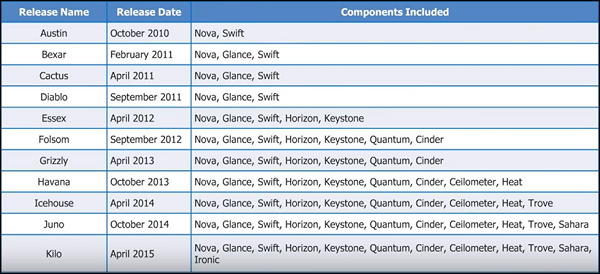 Release Name Release Date Components Included
Austin October 2010 Nova, Swift
Bexar February 2011 Nova, Glance, Swift
Cactus April 2011 Nova, Glance, Swift
Diablo September 2011 Nova, Glance, Swift
Essex April 2012 Nova, Glance, Swift, Horizon, Keystone
Folsom September 2012 Nova, Glance, Swift, Horizon, Keystone, Quantum, Cinder
Grizzly April 2013 Nova, Glance, Swift, Horizon, Keystone, Quantum, Cinder
Havana October 2013 Nova, Glance, Swift, Horizon, Keystone, Quantum, Cinder, Ceilometer, Heat
Icehouse April 2014 Nova, Glance, Swift, Horizon, Keystone, Quantum, Cinder, Ceilometer, Heat, Trove
Juno October 2014 Nova, Glance, Swift, Horizon, Keystone, Quantum, Cinder, Ceilometer, Heat, Trove, Sahara
Kilo April 2015 Nova, Glance, Swift, Horizon, Keystone, Quantum, Cinder, Ceilometer, Heat, Trove, Sahara,
Ironic